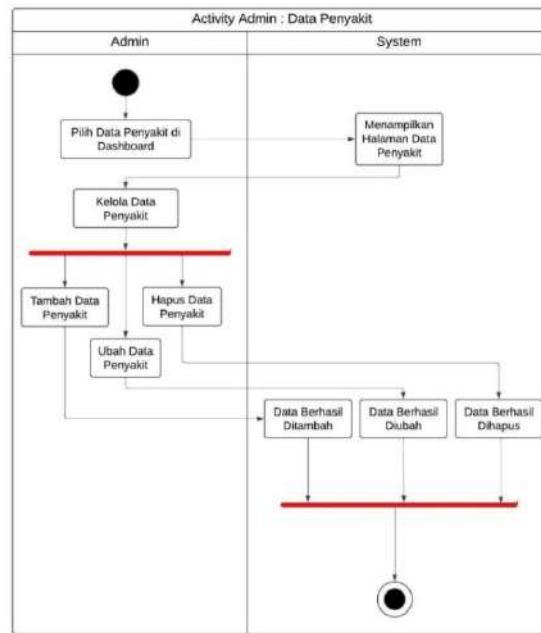 Activity Admin : Data Penyakit
Admin
System
Pilih Data Penyakit di
Dashboard
Menampilkan
Halaman Data
Penyakit
Kelola Data
Penyakit
Tambah Data
Penyakit
Hapus Data
Penyakit
Ubah Data
Penyakit
Data Berhasil
Ditambah
Data Berhasil
Diubah
Data Berhasil
Dihapus